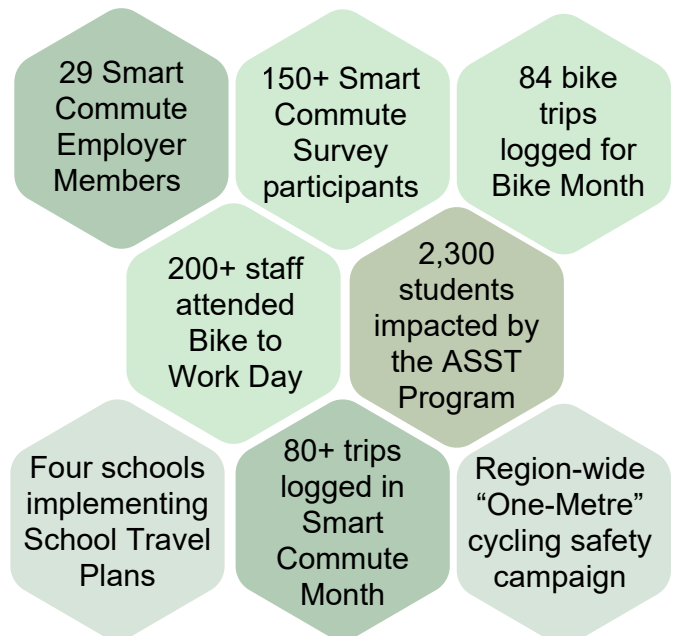 29 Smart
Commute
Employer
Members
150+ Smart
Commute
Survey
participants
84 bike
trips
logged for
Bike Month
200+ staff
attended
Bike to
Work Day
2,300
students
impacted by
the ASST
Program
Four schools
implementing
School Travel
Plans
80+ trips
logged in
Smart
Commute
Month
Region-wide
“One-Metre”
cycling safety
campaign